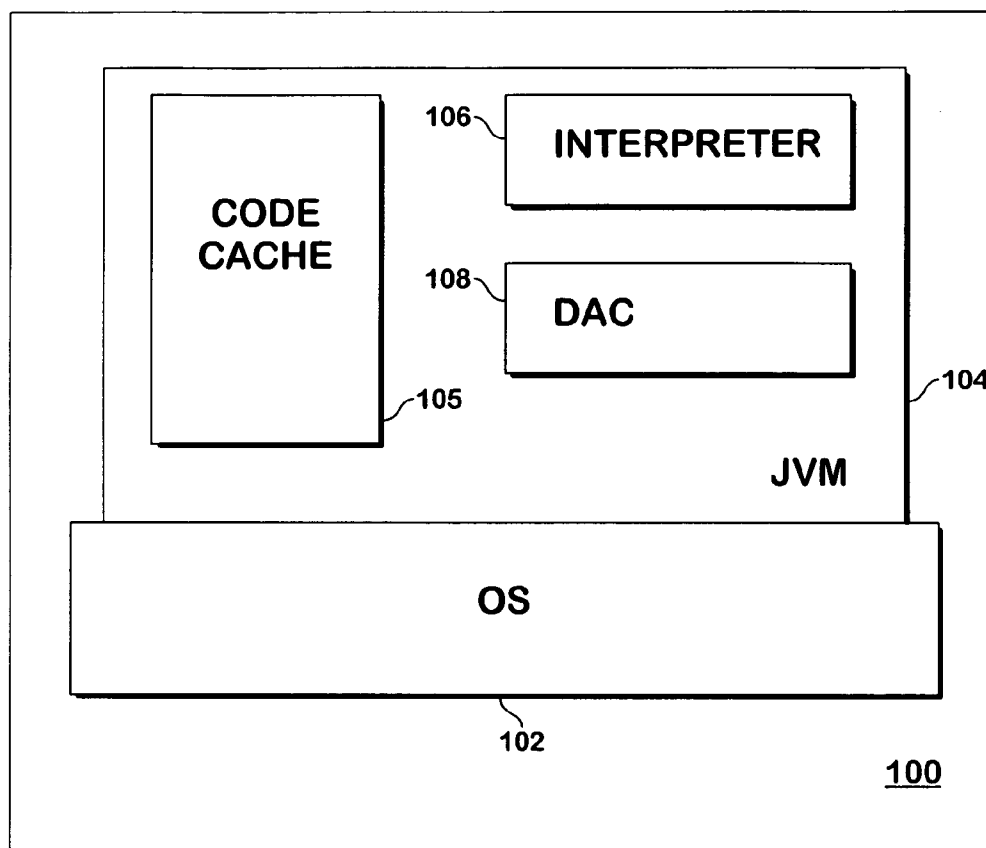 106
INTERPRETER
CODE
CACHE
108
DAC
105
104
JVM
OS
102
100